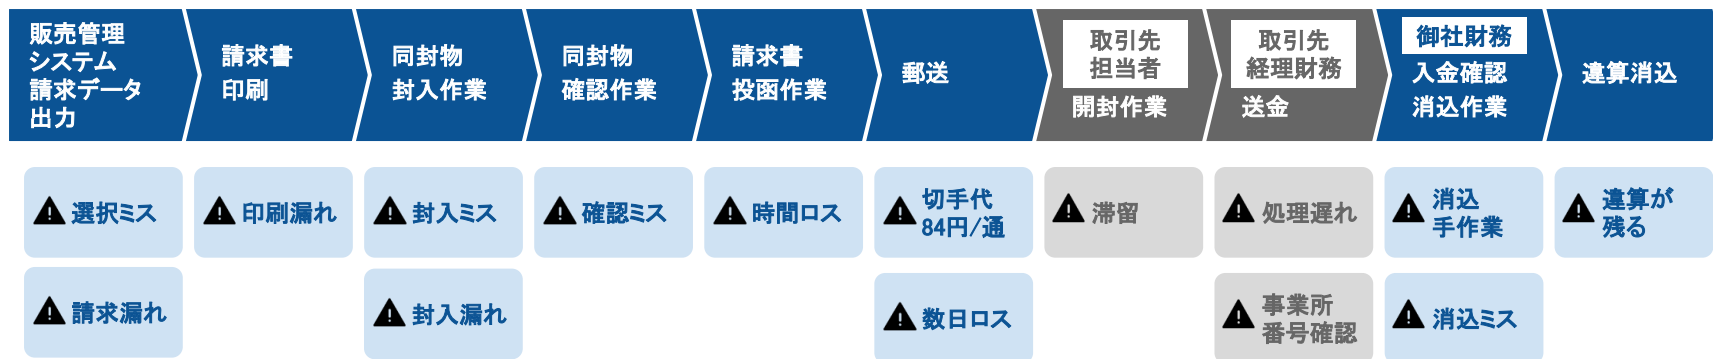 販売管理
システム
請求データ
出力
請求書
印刷
同封物
封入作業
同封物
確認作業
請求書
投函作業
郵送
取引先
担当者
開封作業
取引先
経理財務
送金
御社財務
入金確認
消込作業
違算消込
選択ミス
印刷漏れ
封入ミス
確認ミス
時間ロス
切手代
84円/通
滞留
処理遅れ
消込
手作業
違算が
残る
請求漏れ
封入漏れ
数日ロス
事業所
番号確認
消込ミス